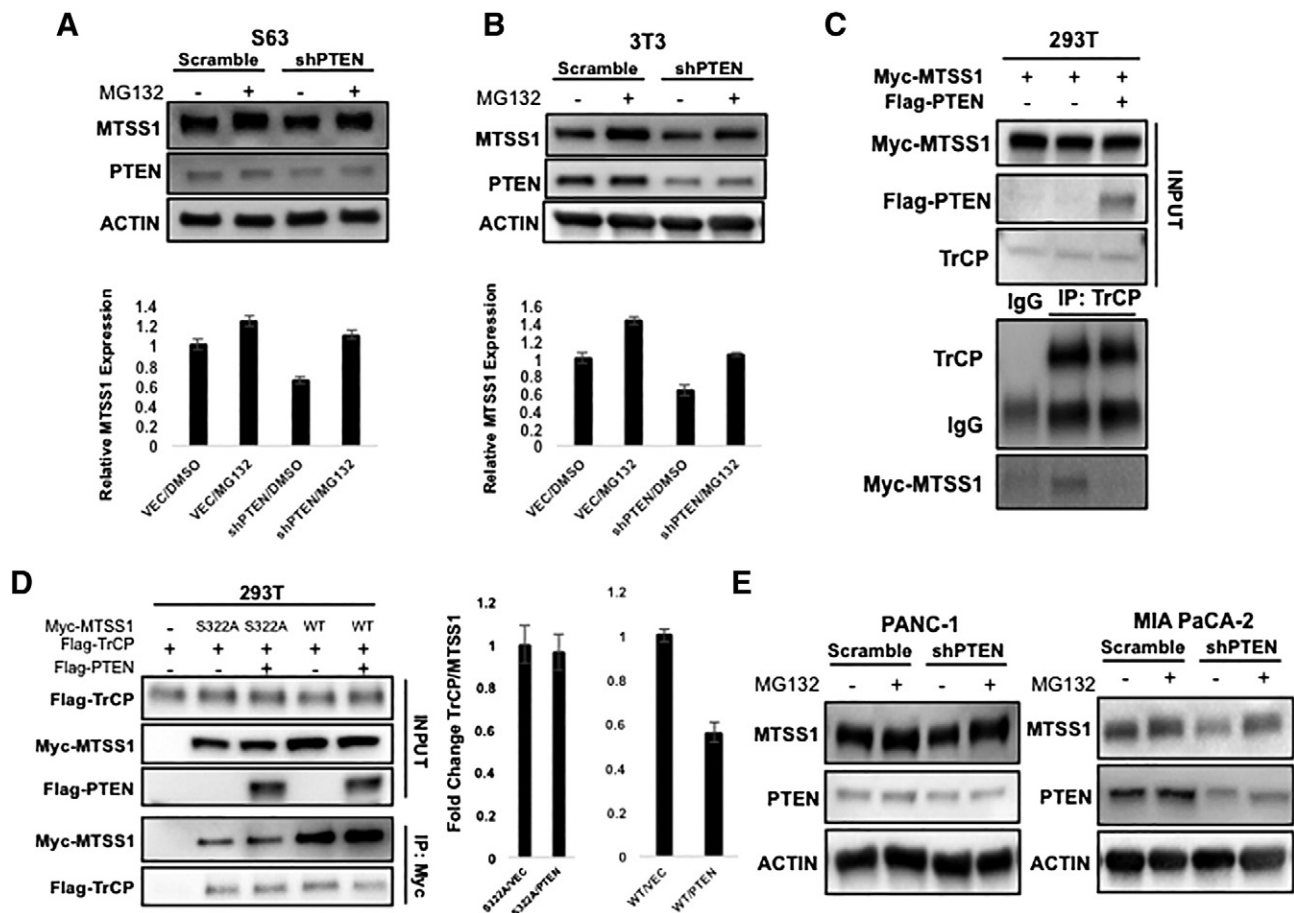 A
S63
Scramble shPTEN
MG132 - + - +
MTSS1
PTEN
ACTIN
Relative MTSS1 Expression
1.4
1.2
1
0.8
0.6
0.4
0.2
0
VEC/DMSO
VEC/MG132
shPTEN/DMSO
shPTEN/MG132
B
3T3
Scramble shPTEN
MG132 - + - +
MTSS1
PTEN
ACTIN
Relative MTSS1 Expression
1.6
1.4
1.2
1
0.8
0.6
0.4
0.2
0
VEC/DMSO
VEC/MG132
shPTEN/DMSO
shPTEN/MG132
C
293T
Myc-MTSS1 + + +
Flag-PTEN - - +
Myc-MTSS1
Flag-PTEN
TrCP
INPUT
IgG IP: TrCP
TrCP
IgG
Myc-MTSS1
D
293T
Myc-MTSS1 - S322A S322A WT WT
Flag-TrCP + + + + +
Flag-PTEN - - + - +
Flag-TrCP
Myc-MTSS1
Flag-PTEN
INPUT
Myc-MTSS1
Flag-TrCP
IP: Myc
Fold Change TrCP/MTSS1
1.2
1
0.8
0.6
0.4
0.2
0
S322A/VEC
S322A/PTEN
1.2
1
0.8
0.6
0.4
0.2
0
WT/VEC
WT/PTEN
E
PANC-1
Scramble shPTEN
MG132 - + - +
MTSS1
PTEN
ACTIN
MIA PaCA-2
Scramble shPTEN
MG132 - + - +
MTSS1
PTEN
ACTIN